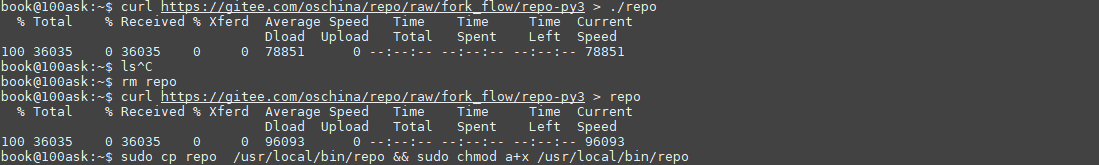 book@100ask:~$ curl https://gitee.com/oschina/repo/raw/fork_flow/repo-py3 > ./repo
% Total % Received % Xferd Average Speed Time Time Time Current
Dload Upload Total Spent Left Speed
100 36035 0 36035 0 0 78851 0 --:--:-- --:--:-- --:--:-- 78851
book@100ask:~$ ls^C
book@100ask:~$ rm repo
book@100ask:~$ curl https://gitee.com/oschina/repo/raw/fork_flow/repo-py3 > repo
% Total % Received % Xferd Average Speed Time Time Time Current
Dload Upload Total Spent Left Speed
100 36035 0 36035 0 0 96093 0 --:--:-- --:--:-- --:--:-- 96093
book@100ask:~$ sudo cp repo  /usr/local/bin/repo && sudo chmod a+x /usr/local/bin/repo